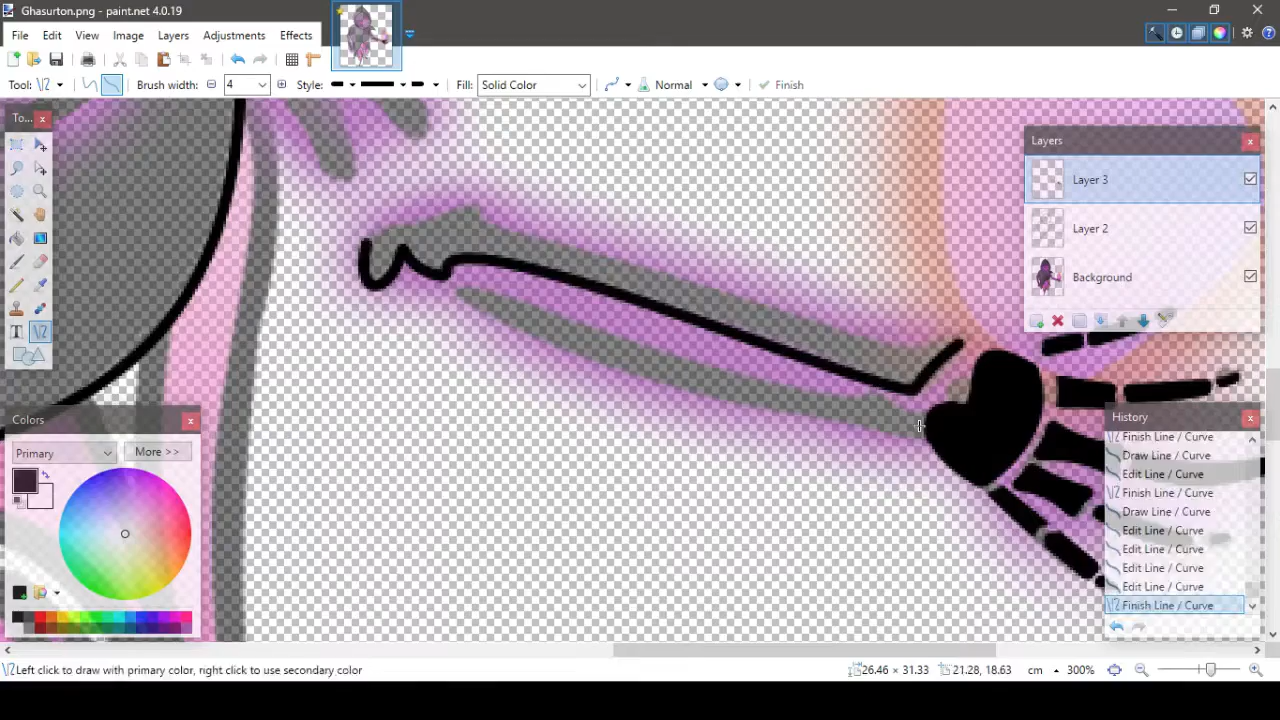 Ghasurton.png - paint.net 4.0.19
File Edit View Image Layers Adjustments Effects
Tool: Brush width: 4 Style: Fill: Solid Color Normal Finish
To...
Layers
Layer 3
Layer 2
Background
Colors
Primary More >>
History
Finish Line / Curve
Draw Line / Curve
Edit Line / Curve
Finish Line / Curve
Draw Line / Curve
Edit Line / Curve
Edit Line / Curve
Edit Line / Curve
Edit Line / Curve
Finish Line / Curve
Left click to draw with primary color, right click to use secondary color 26.46 × 31.33 21.28, 18.63 cm 300%